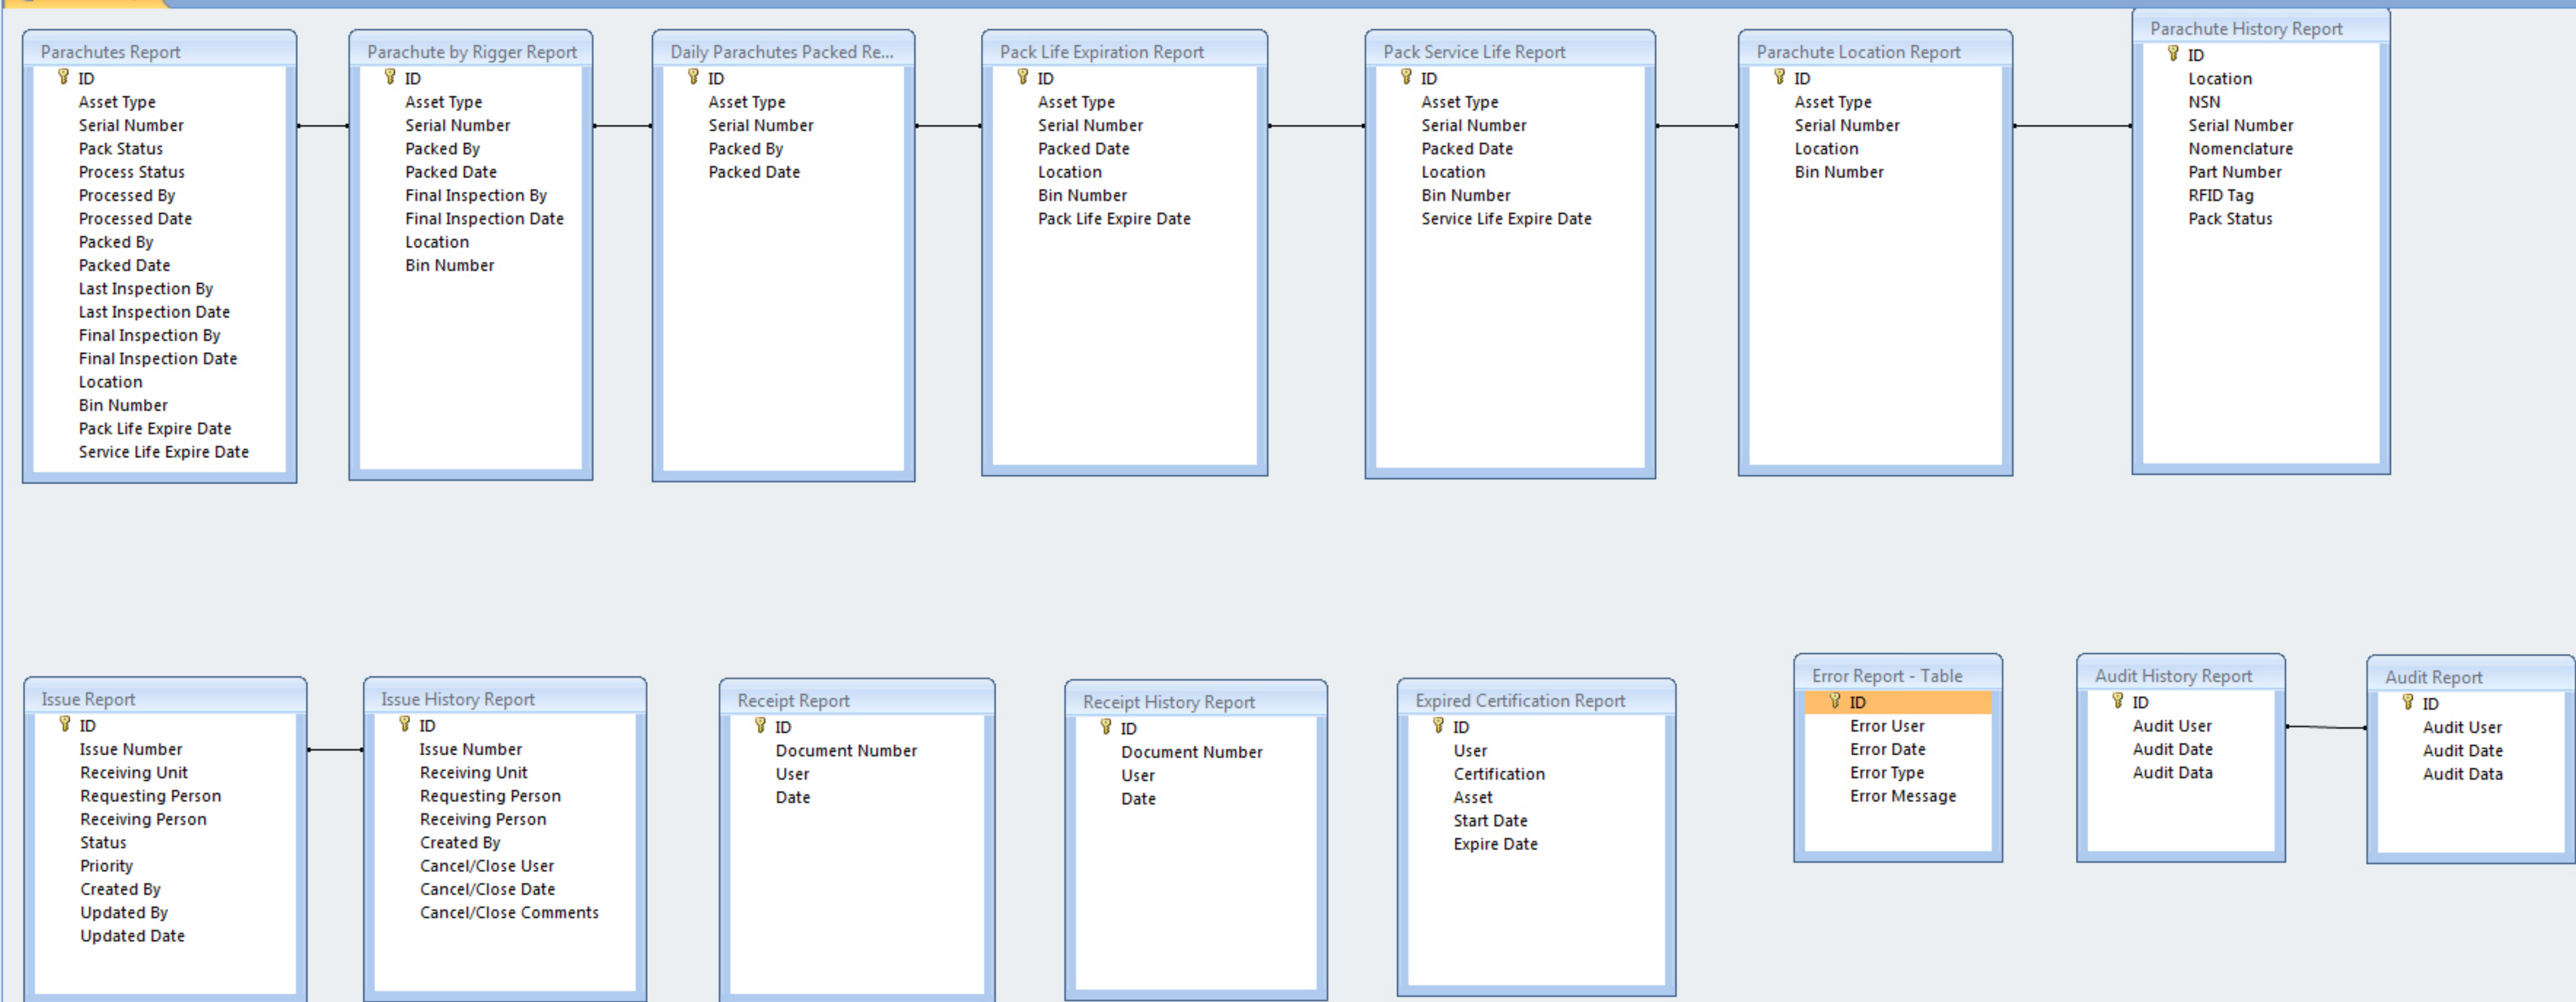 Parachutes Report
ID
Asset Type
Serial Number
Pack Status
Process Status
Processed By
Processed Date
Packed By
Packed Date
Last Inspection By
Last Inspection Date
Final Inspection By
Final Inspection Date
Location
Bin Number
Pack Life Expire Date
Service Life Expire Date
Parachute by Rigger Report
ID
Asset Type
Serial Number
Packed By
Packed Date
Final Inspection By
Final Inspection Date
Location
Bin Number
Daily Parachutes Packed Re...
ID
Asset Type
Serial Number
Packed By
Packed Date
Pack Life Expiration Report
ID
Asset Type
Serial Number
Packed Date
Location
Bin Number
Pack Life Expire Date
Pack Service Life Report
ID
Asset Type
Serial Number
Packed Date
Location
Bin Number
Service Life Expire Date
Parachute Location Report
ID
Asset Type
Serial Number
Location
Bin Number
Parachute History Report
ID
Location
NSN
Serial Number
Nomenclature
Part Number
RFID Tag
Pack Status
Issue Report
ID
Issue Number
Receiving Unit
Requesting Person
Receiving Person
Status
Priority
Created By
Updated By
Updated Date
Issue History Report
ID
Issue Number
Receiving Unit
Requesting Person
Receiving Person
Created By
Cancel/Close User
Cancel/Close Date
Cancel/Close Comments
Receipt Report
ID
Document Number
User
Date
Receipt History Report
ID
Document Number
User
Date
Expired Certification Report
ID
User
Certification
Asset
Start Date
Expire Date
Error Report - Table
ID
Error User
Error Date
Error Type
Error Message
Audit History Report
ID
Audit User
Audit Date
Audit Data
Audit Report
ID
Audit User
Audit Date
Audit Data